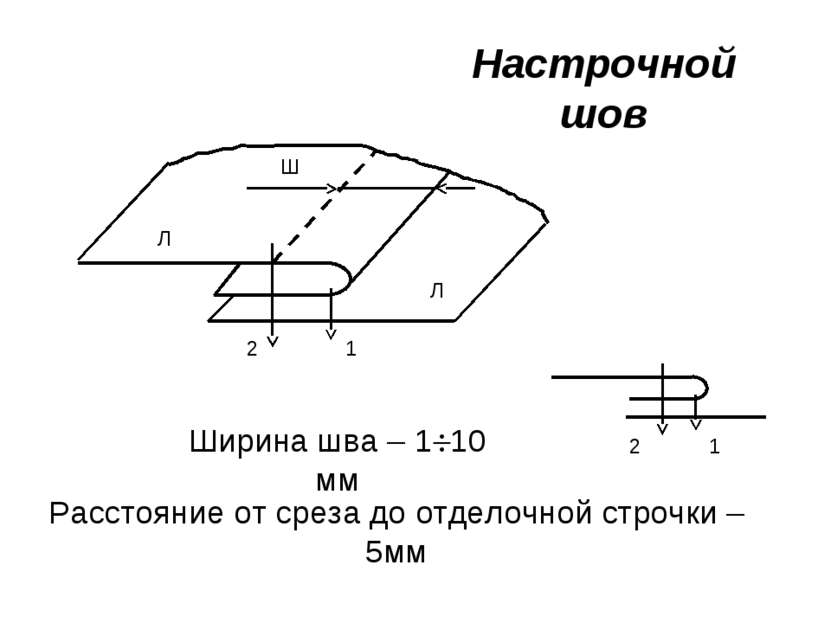 Настрочной
шов
Ш
Л
Л
2 1
2 1
Ширина шва – 1÷10
мм
Расстояние от среза до отделочной строчки –
5мм